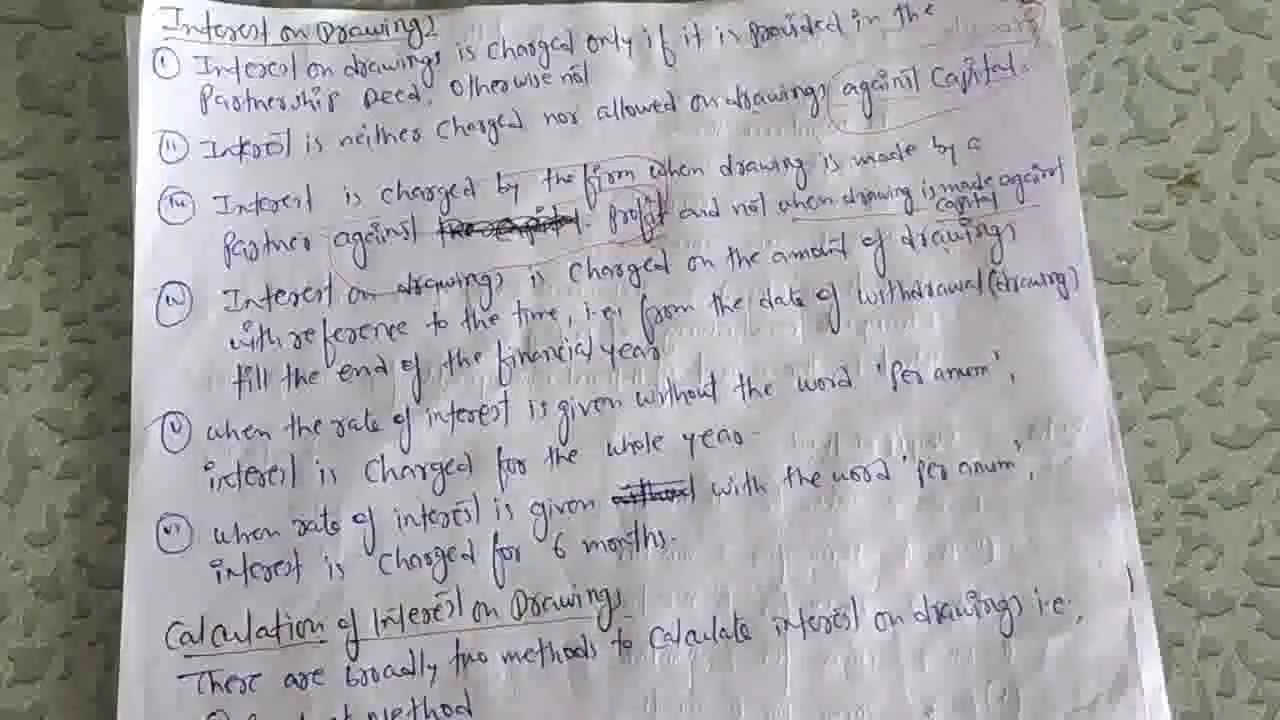 Interest on Drawings
(i) Interest on drawings is charged only if it is provided in the
Partnership Deed, otherwise not
(ii) Interest is neither charged nor allowed on drawings against Capital.
(iii) Interest is charged by the firm when drawing is made by a
Partner against profit and not when drawing is made against
capital
(iv) Interest on drawings is charged on the amount of drawings
with reference to the time, i.e. from the date of withdrawal (drawing)
till the end of the financial year
(v) when the rate of interest is given without the word 'per anum',
interest is charged for the whole year.
(vi) when rate of interest is given with the word 'per anum',
interest is charged for 6 months.
Calculation of Interest on Drawings
There are broadly two methods to calculate interest on drawings i.e.
method